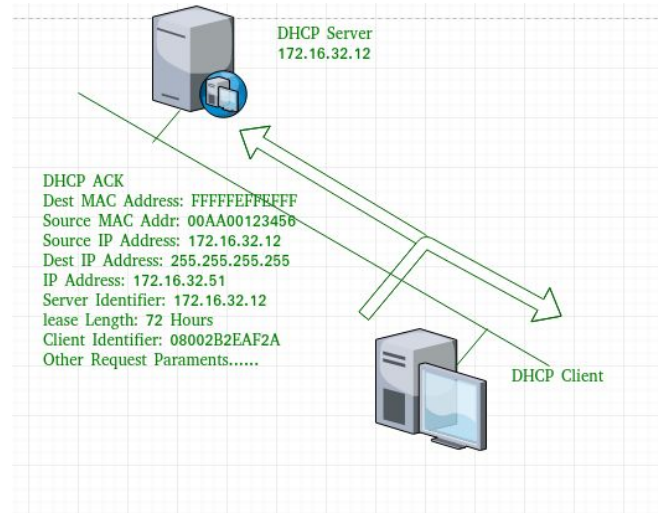 DHCP Server
172.16.32.12
DHCP ACK
Dest MAC Address: FFFFFEFFEFFF
Source MAC Addr: 00AA00123456
Source IP Address: 172.16.32.12
Dest IP Address: 255.255.255.255
IP Address: 172.16.32.51
Server Identifier: 172.16.32.12
lease Length: 72 Hours
Client Identifier: 08002B2EAF2A
Other Request Paraments......
DHCP Client